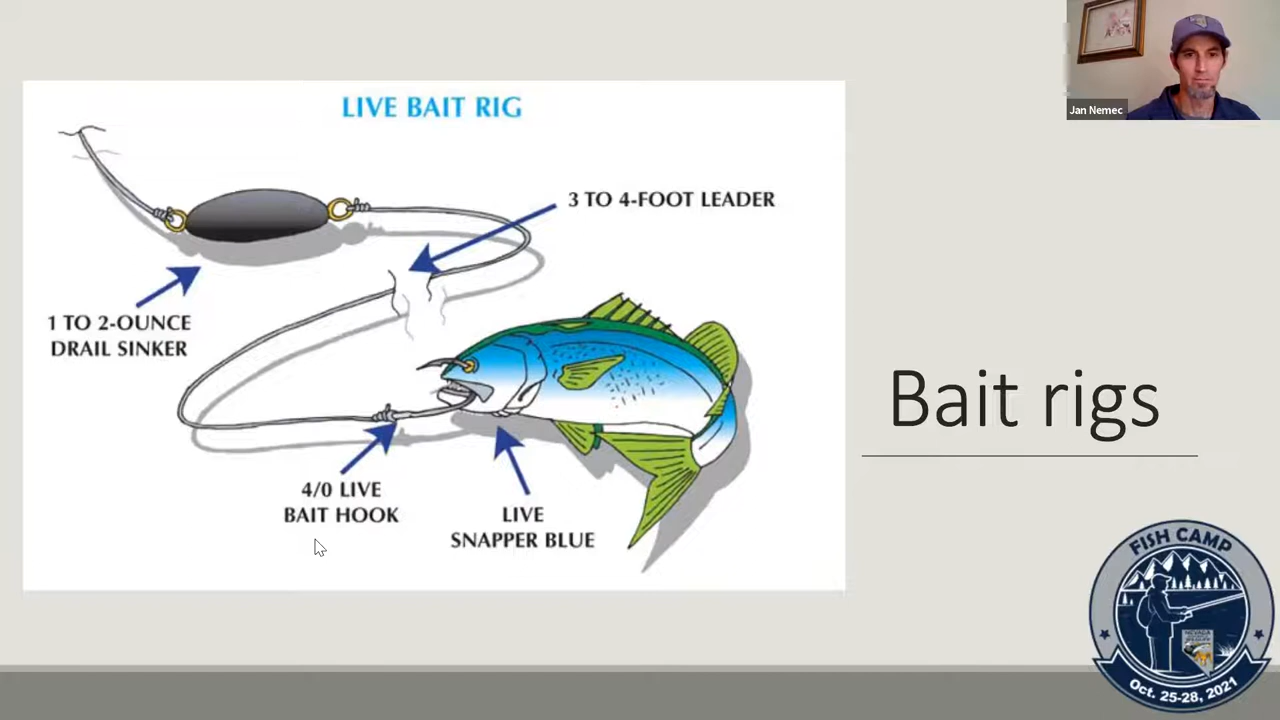 LIVE BAIT RIG
3 TO 4-FOOT LEADER
1 TO 2-OUNCE
DRAIL SINKER
4/0 LIVE
BAIT HOOK
LIVE
SNAPPER BLUE
Bait rigs
Jan Nemec
FISH CAMP
NEVADA
Oct. 25-28, 2021